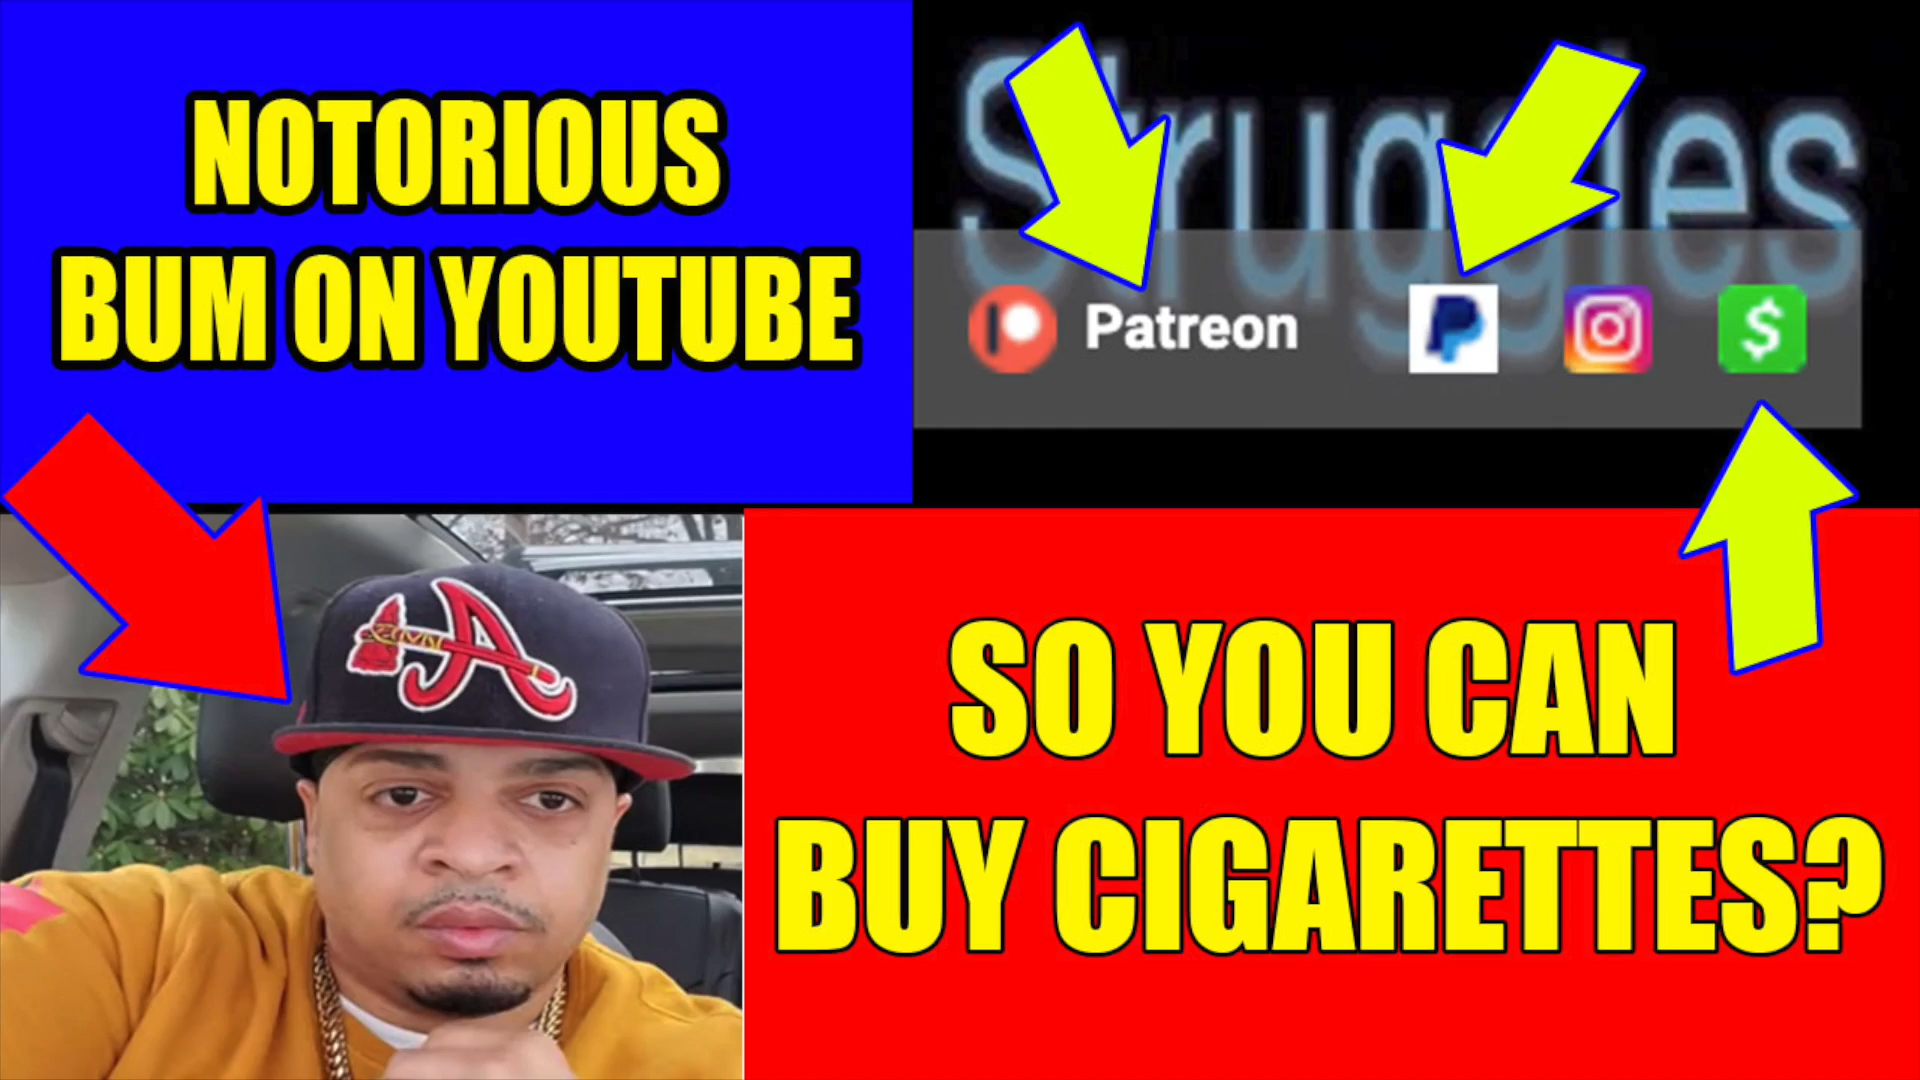 NOTORIOUS
BUM ON YOUTUBE
Struggles
Patreon
$
A
SO YOU CAN
BUY CIGARETTES?